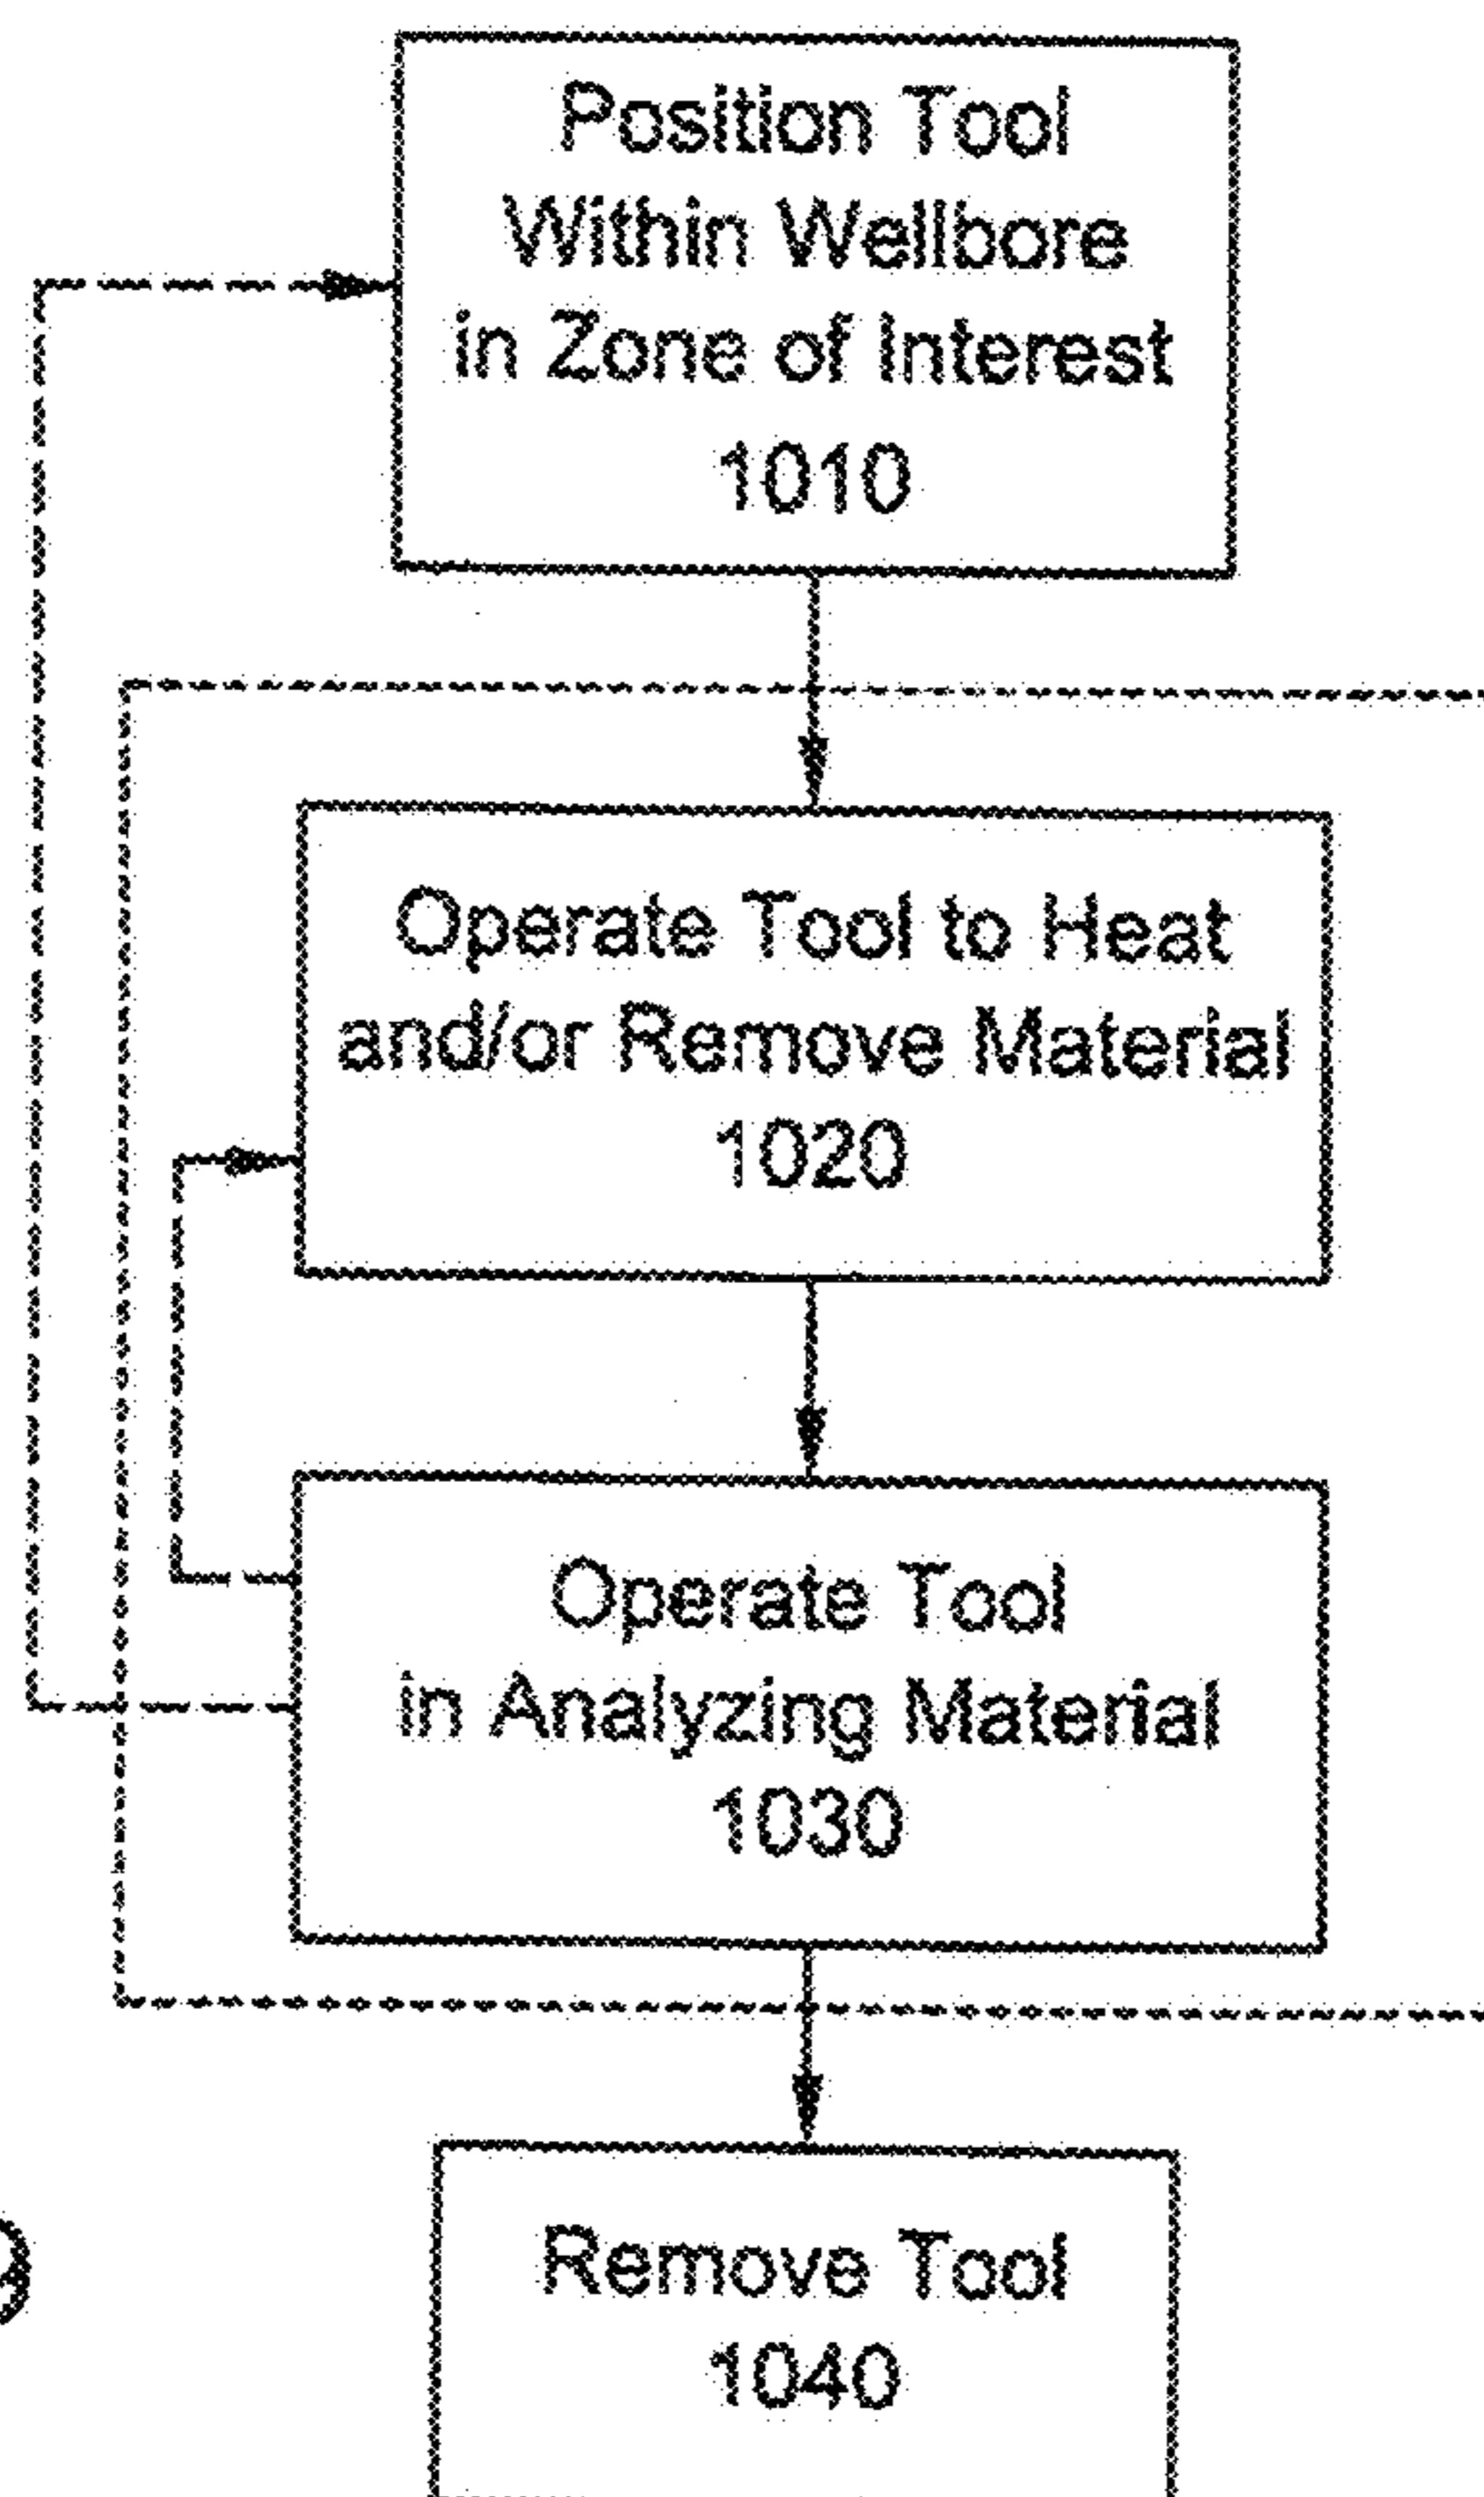 Position Tool
Within Wellbore
in Zone of Interest
1010
Operate Tool to Heat
and/or Remove Material
1020
Operate Tool
in Analyzing Material
1030
Remove Tool
1040